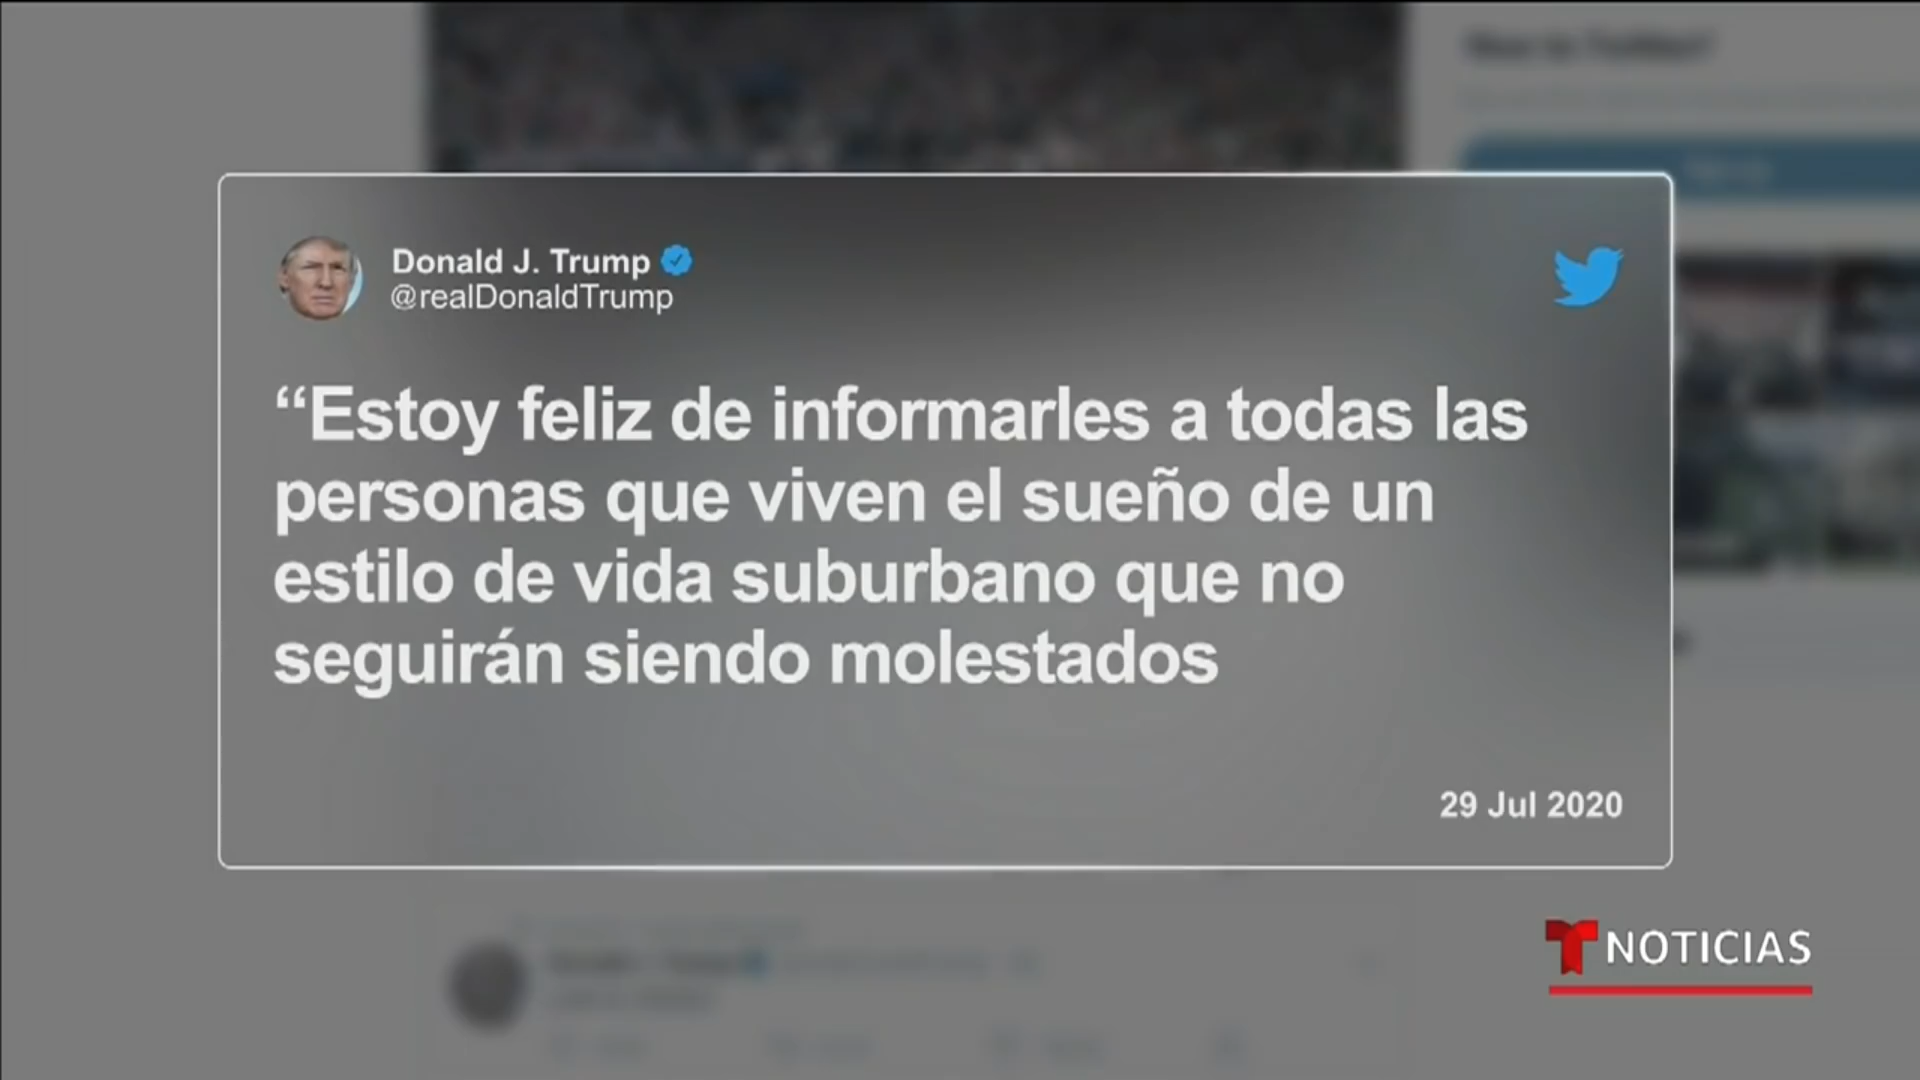 Donald J. Trump
@realDonaldTrump
“Estoy feliz de informarles a todas las
personas que viven el sueño de un
estilo de vida suburbano que no
seguirán siendo molestados
29 Jul 2020
NOTICIAS